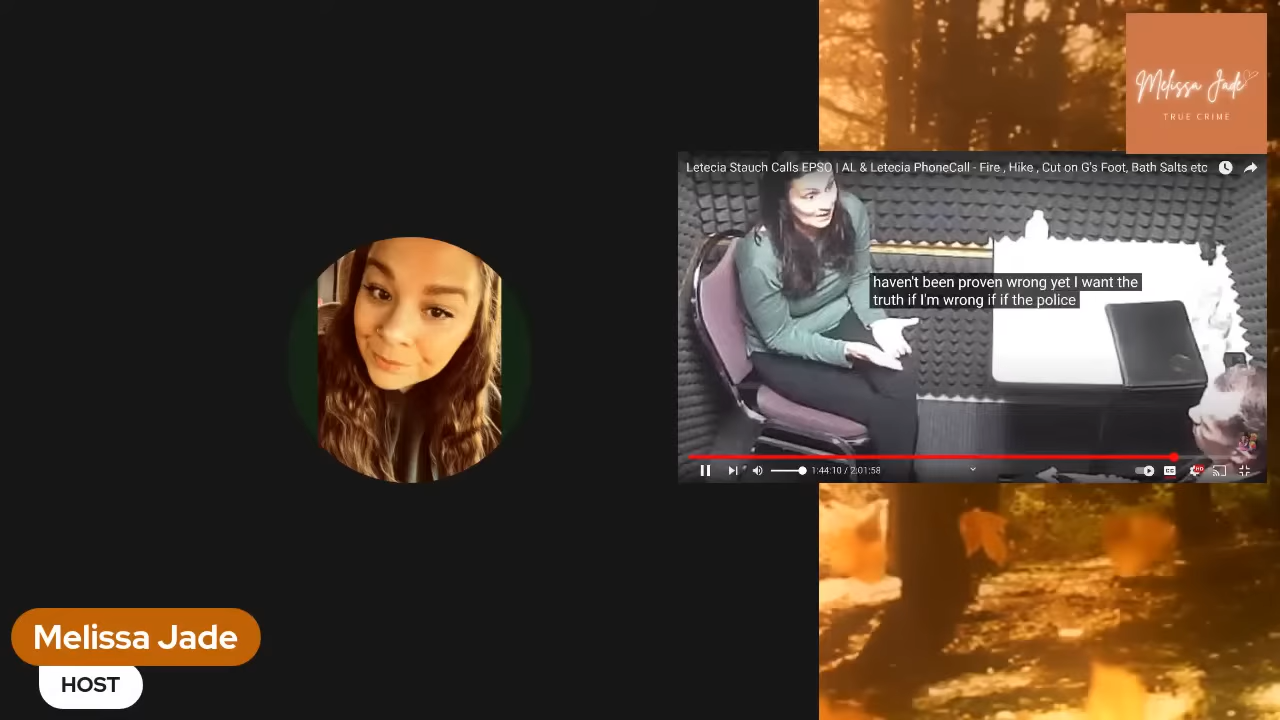 Melissa Jade
TRUE CRIME
Letecia Stauch Calls EPSO | AL & Letecia PhoneCall - Fire , Hike , Cut on G's Foot, Bath Salts etc
haven't been proven wrong yet I want the
truth if I'm wrong if if the police
1:44:10 / 2:01:58
CC
HD
Melissa Jade
HOST